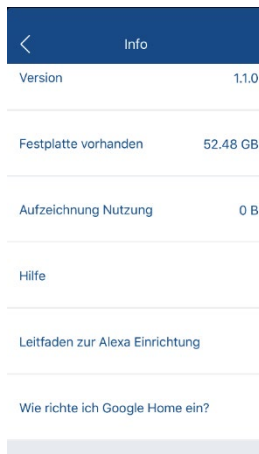 Info
Version 1.1.0
Festplatte vorhanden 52.48 GB
Aufzeichnung Nutzung 0 B
Hilfe
Leitfaden zur Alexa Einrichtung
Wie richte ich Google Home ein?